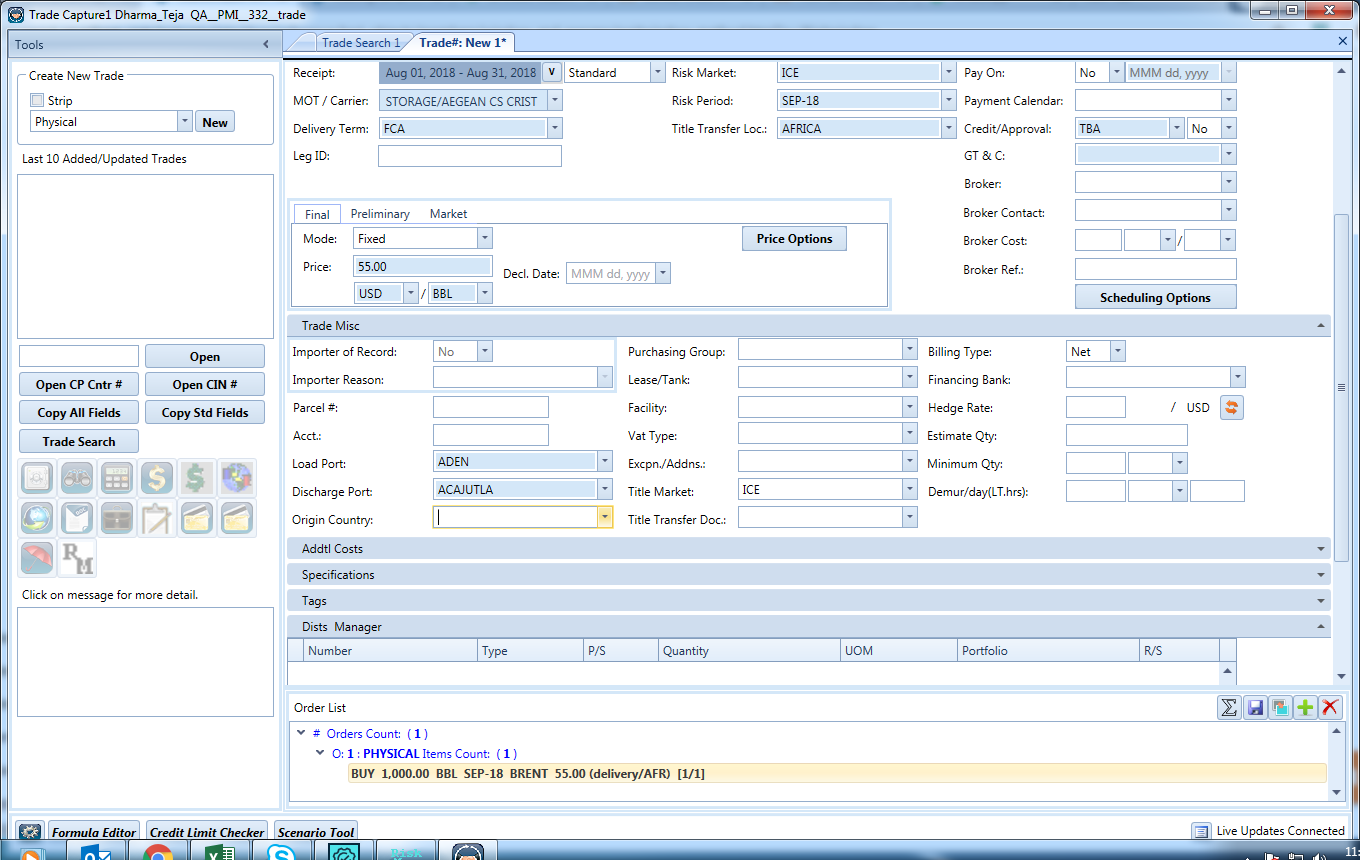 Trade Capture1 Dharma_Teja QA__PMI__332__trade
Tools
Trade Search 1
Trade#: New 1*
Create New Trade
Strip
Physical
New
Last 10 Added/Updated Trades
Open
Open CP Cntr #
Open CIN #
Copy All Fields
Copy Std Fields
Trade Search
RM
Click on message for more detail.
Receipt: Aug 01, 2018 - Aug 31, 2018 V Standard Risk Market: ICE Pay On: No MMM dd, yyyy
MOT / Carrier: STORAGE/AEGEAN CS CRIST Risk Period: SEP-18 Payment Calendar:
Delivery Term: FCA Title Transfer Loc.: AFRICA Credit/Approval: TBA No
Leg ID: GT & C:
Broker:
Broker Contact:
Broker Cost: /
Broker Ref.:
Scheduling Options
Final Preliminary Market
Mode: Fixed Price Options
Price: 55.00 Decl. Date: MMM dd, yyyy
USD / BBL
Trade Misc
Importer of Record: No Purchasing Group: Billing Type: Net
Importer Reason: Lease/Tank: Financing Bank:
Parcel #: Facility: Hedge Rate: / USD
Acct.: Vat Type: Estimate Qty:
Load Port: ADEN Excpn./Addns.: Minimum Qty:
Discharge Port: ACAJUTLA Title Market: ICE Demur/day(LT.hrs):
Origin Country: Title Transfer Doc.:
Addtl Costs
Specifications
Tags
Dists Manager
Number Type P/S Quantity UOM Portfolio R/S
Order List
# Orders Count: ( 1 )
O: 1 : PHYSICAL Items Count: ( 1 )
BUY 1,000.00 BBL SEP-18 BRENT 55.00 (delivery/AFR) [1/1]
Formula Editor Credit Limit Checker Scenario Tool Live Updates Connected
Risk